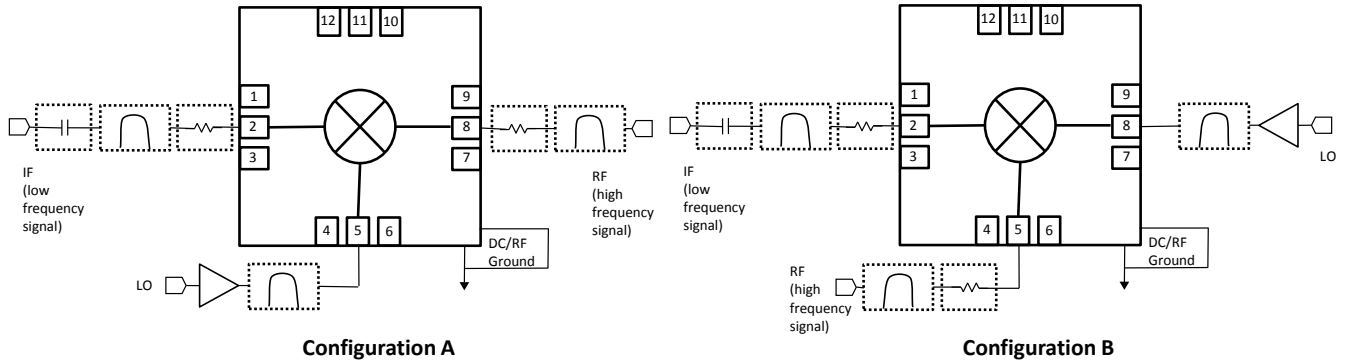 12 11 10
1
2
3
9
8
7
4 5 6
IF
(low
frequency
signal)
RF
(high
frequency
signal)
DC/RF
Ground
LO
Configuration A
12 11 10
1
2
3
9
8
7
4 5 6
IF
(low
frequency
signal)
LO
DC/RF
Ground
RF
(high
frequency
signal)
Configuration B